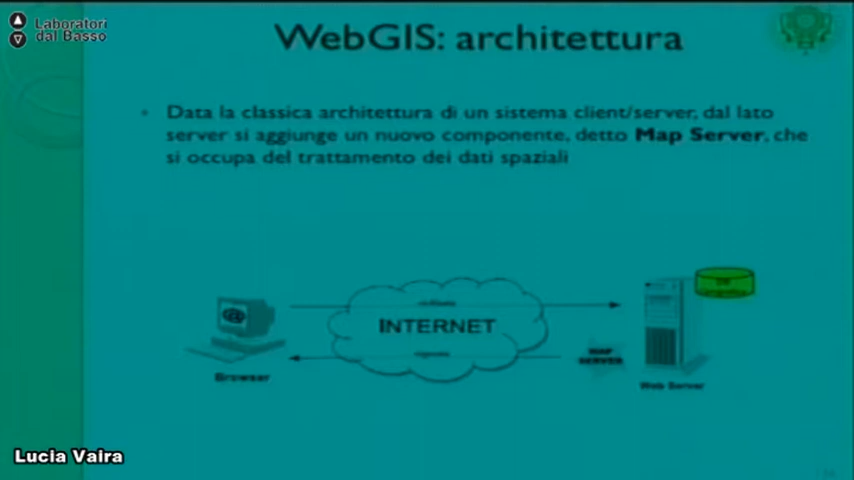 Laboratori
dal Basso
WebGIS: architettura
Data la classica architettura di un sistema client/server, dal lato
server si aggiunge un nuovo componente, detto Map Server, che
si occupa del trattamento dei dati spaziali
INTERNET
MAP
SERVER
Browser
Web Server
Lucia Vaira